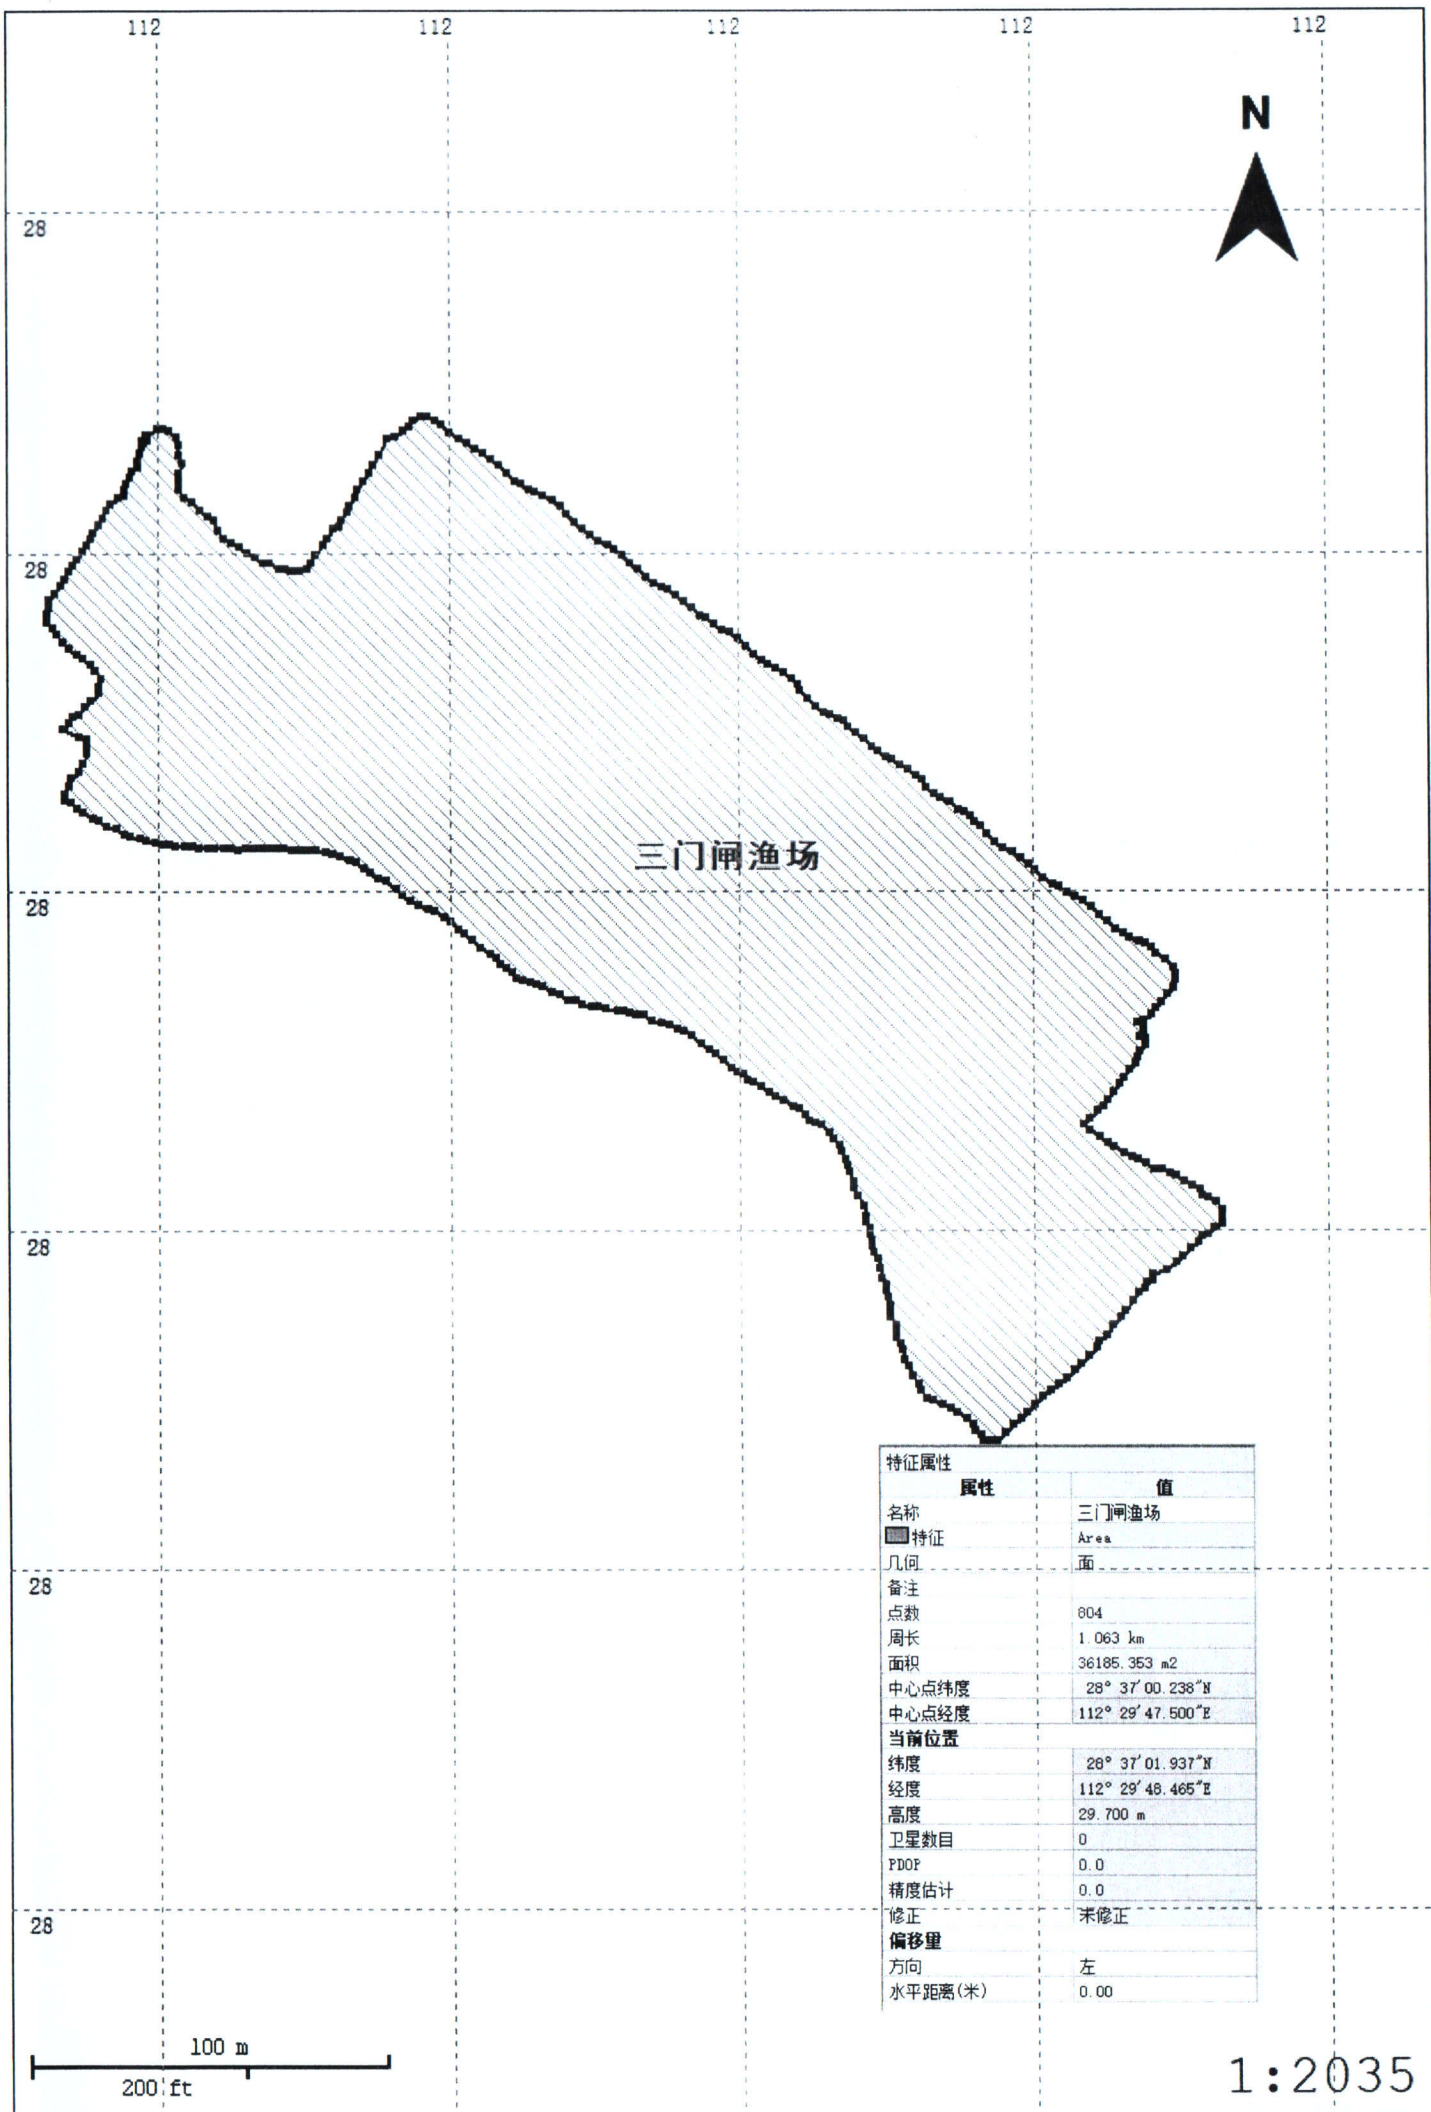 112 112 112 112 112
N
28
28
三门闸渔场
28
28
特征属性
属性 值
名称 三门闸渔场
特征 Area
几何 面
28
备注
点数 804
周长 1.063 km
面积 36185.353 m2
中心点纬度 28° 37′00.238″N
中心点经度 112° 29′47.500″E
当前位置
纬度 28° 37′01.937″N
经度 112° 29′48.465″E
高度 29.700 m
卫星数目 0
PDOP 0.0
精度估计 0.0
修正 未修正
28
偏移量
方向 左
水平距离(米) 0.00
100 m
200 ft
1:2035